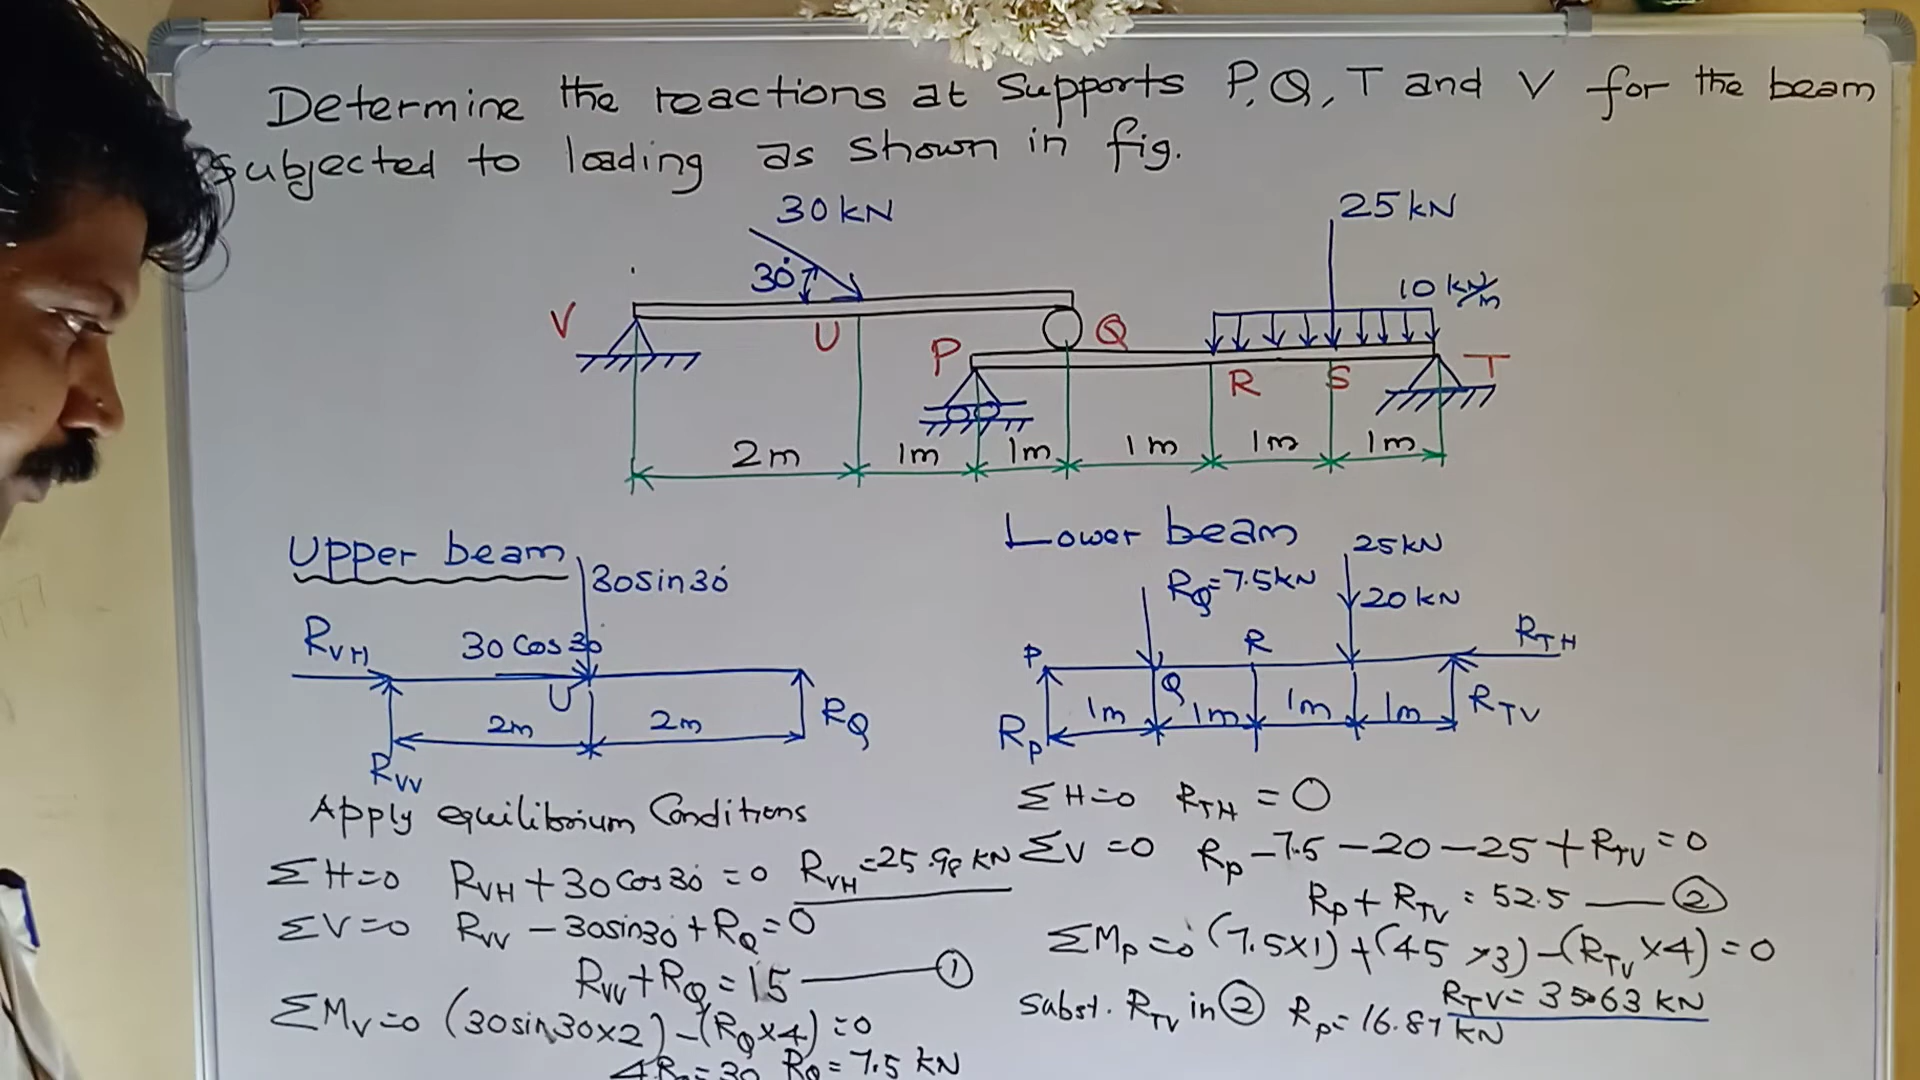 Determine the reactions at supports P, Q, T and V for the beam
subjected to loading as shown in fig.
30 kN
25 kN
30°
10 kN/m
V
U
P
Q
R
S
T
2m
1m
1m
1m
1m
1m
Upper beam
30sin30°
RVH
30 cos 30
U
2m
2m
RQ
RVV
Apply equilibrium Conditions
ΣH=0 RVH+30cos30°=0 RVH=25.98 kN
ΣV=0 RVV - 30sin30°+RQ=0
RVV+RQ=15 —— ①
ΣMV=0 (30sin30×2)-(RQ×4)=0
4RQ=30 RQ=7.5 kN
Lower beam
25kN
RQ=7.5kN
20kN
RTH
P
R
Q
1m
1m
1m
1m
RTV
RP
ΣH=0 RTH = 0
ΣV=0 RP-7.5-20-25+RTV=0
RP+RTV = 52.5 —— ②
ΣMP=0 (7.5×1)+(45×3)-(RTV×4)=0
RTV=35.63 kN
Subst. RTV in ② RP=16.87 kN